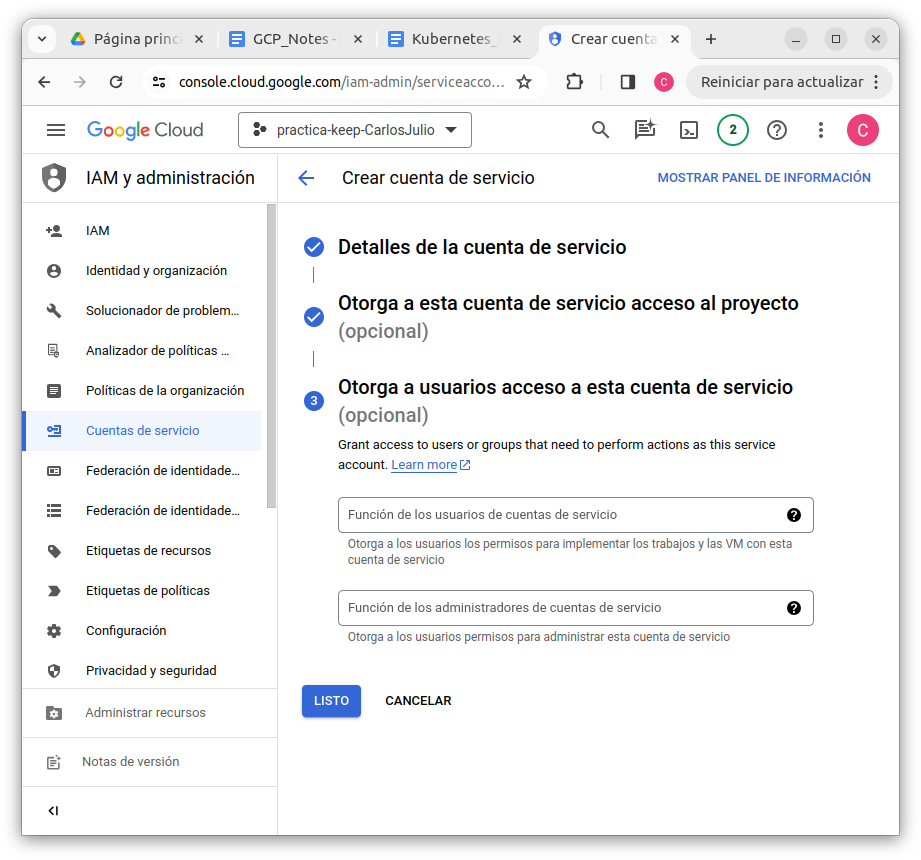 Página princ
GCP_Notes -
Kubernetes_
Crear cuenta
console.cloud.google.com/iam-admin/serviceacco...
C
Reiniciar para actualizar
Google Cloud
practica-keep-CarlosJulio
2
C
IAM y administración
Crear cuenta de servicio
MOSTRAR PANEL DE INFORMACIÓN
IAM
Identidad y organización
Solucionador de problem...
Analizador de políticas ...
Políticas de la organización
Cuentas de servicio
Federación de identidade...
Federación de identidade...
Etiquetas de recursos
Etiquetas de políticas
Configuración
Privacidad y seguridad
Administrar recursos
Notas de versión
Detalles de la cuenta de servicio
Otorga a esta cuenta de servicio acceso al proyecto
(opcional)
3
Otorga a usuarios acceso a esta cuenta de servicio
(opcional)
Grant access to users or groups that need to perform actions as this service
account. Learn more
Función de los usuarios de cuentas de servicio
Otorga a los usuarios los permisos para implementar los trabajos y las VM con esta
cuenta de servicio
Función de los administradores de cuentas de servicio
Otorga a los usuarios permisos para administrar esta cuenta de servicio
LISTO
CANCELAR